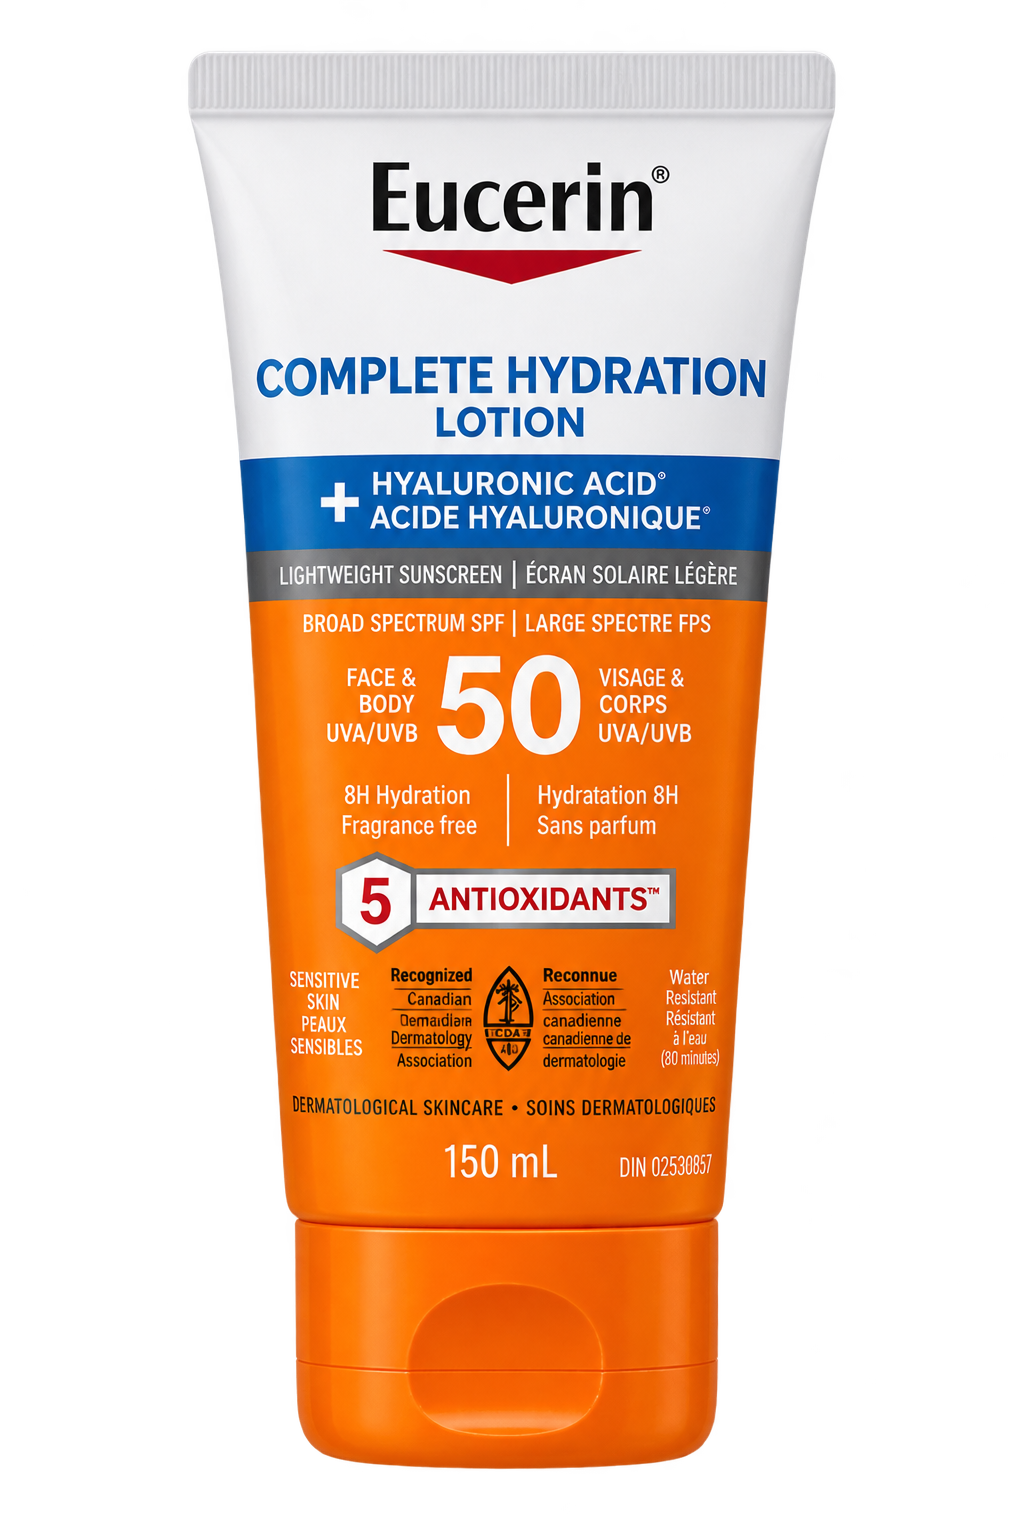 Eucerin®
COMPLETE HYDRATION
LOTION
+ HYALURONIC ACID®
ACIDE HYALURONIQUE®
LIGHTWEIGHT SUNSCREEN | ÉCRAN SOLAIRE LÉGÈRE
BROAD SPECTRUM SPF | LARGE SPECTRE FPS
FACE &
BODY
UVA/UVB
50
VISAGE &
CORPS
UVA/UVB
8H Hydration
Fragrance free
Hydratation 8H
Sans parfum
5 ANTIOXIDANTS™
SENSITIVE
SKIN
PEAUX
SENSIBLES
Recognized
Canadian
Dermatology
Association
Reconnue
Association
canadienne
canadienne de
dermatologie
Water
Resistant
Résistant
à l'eau
(80 minutes)
DERMATOLOGICAL SKINCARE • SOINS DERMATOLOGIQUES
150 mL
DIN 02530857